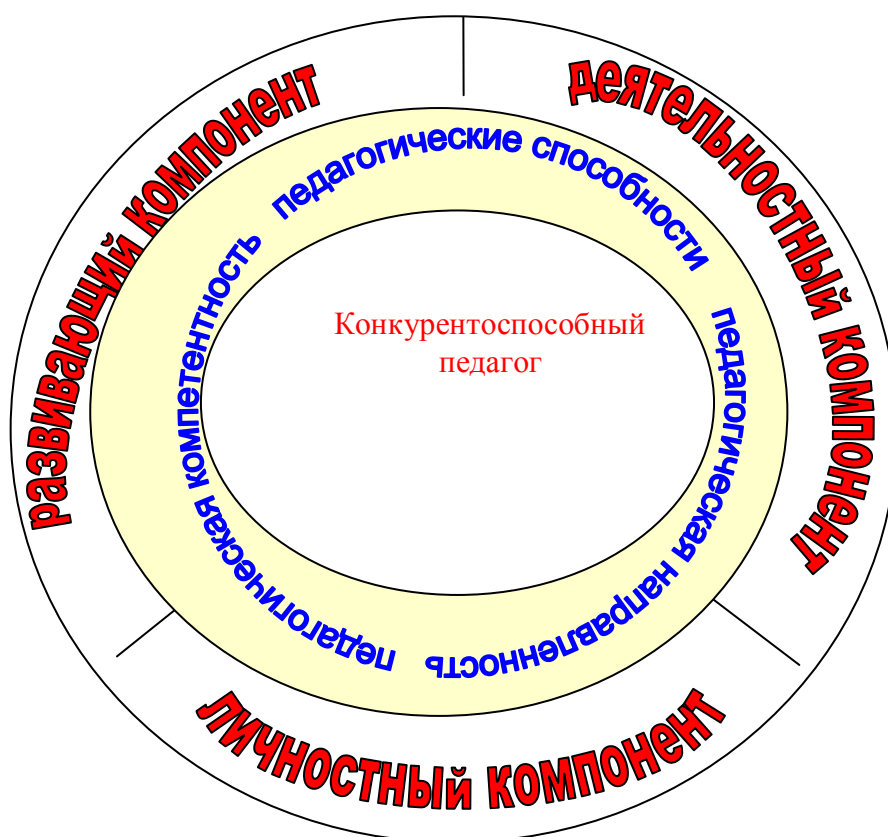 развивающий компонент
деятельностный компонент
педагогические способности
педагогическая направленность
педагогическая компетентность
Конкурентоспособный
педагог
личностный компонент